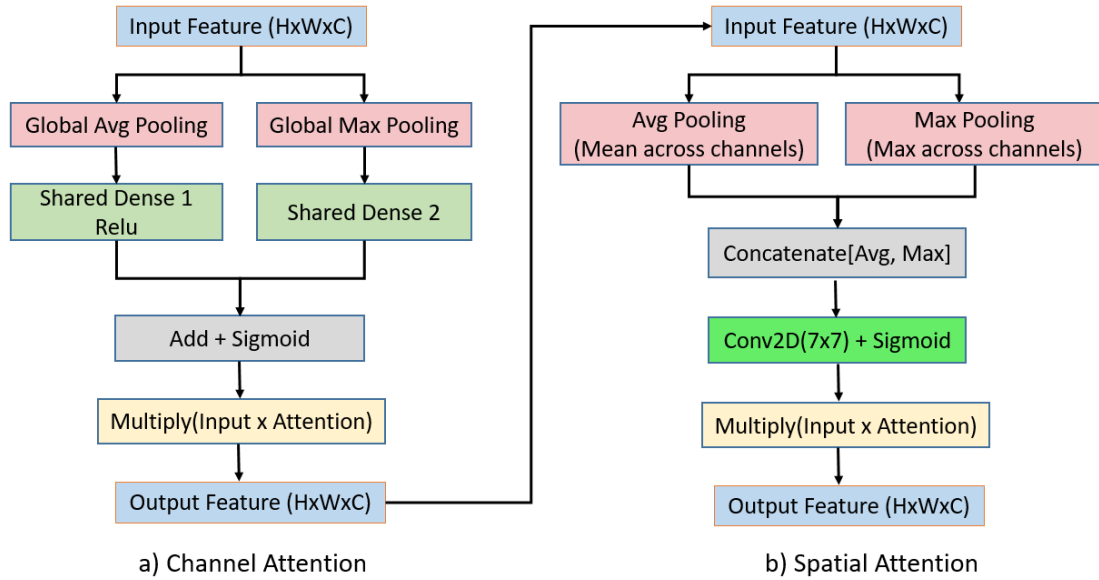 Input Feature (HxWxC)
Global Avg Pooling
Global Max Pooling
Shared Dense 1
Relu
Shared Dense 2
Add + Sigmoid
Multiply(Input x Attention)
Output Feature (HxWxC)
a) Channel Attention
Input Feature (HxWxC)
Avg Pooling
(Mean across channels)
Max Pooling
(Max across channels)
Concatenate[Avg, Max]
Conv2D(7x7) + Sigmoid
Multiply(Input x Attention)
Output Feature (HxWxC)
b) Spatial Attention